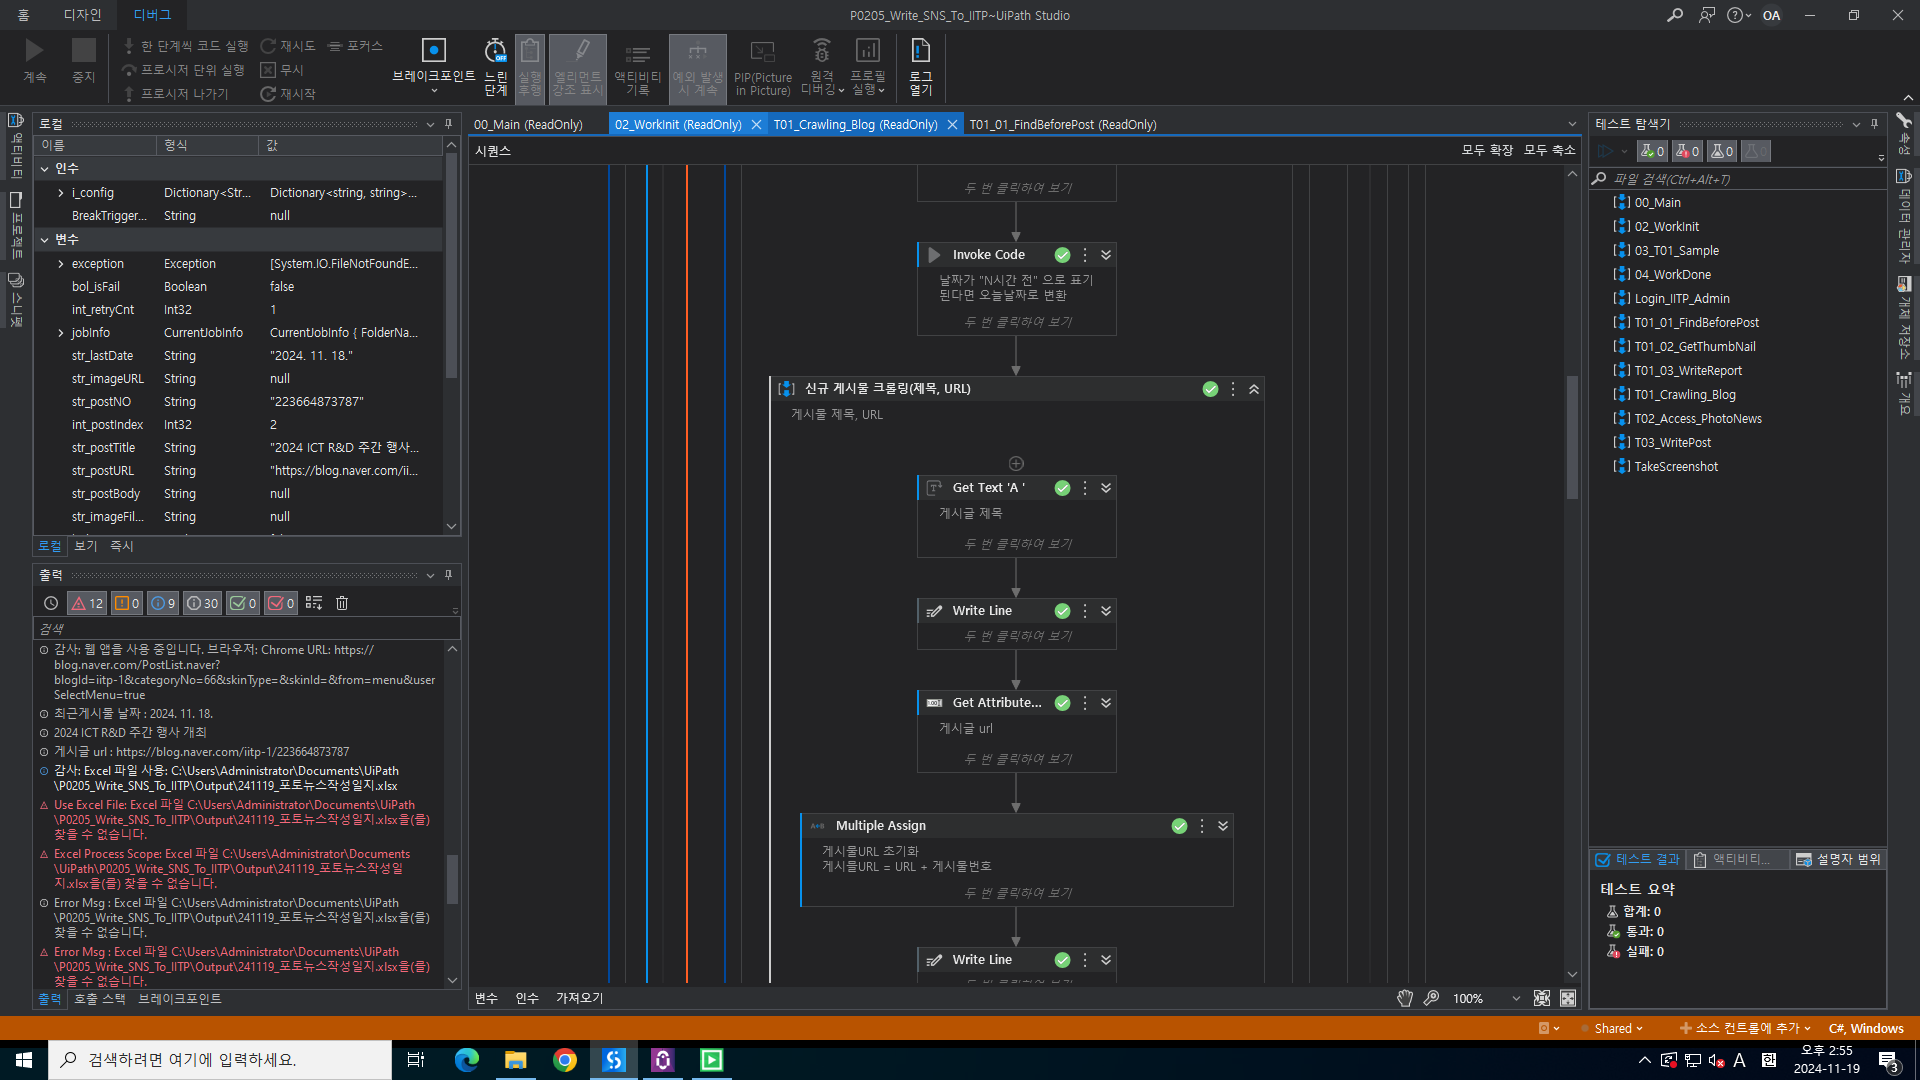 홈
디자인
디버그
P0205_Write_SNS_To_IITP~UiPath Studio
OA
계속
중지
한 단계씩 코드 실행
프로시저 단위 실행
프로시저 나가기
재시도
무시
재시작
포커스
브레이크포인트
느린
단계
실행
후행
엘리먼트
강조 표시
액티비티
기록
예외 발생
시 계속
PIP(Picture
in Picture)
원격
디버깅
프로필
실행
로그
열기
액티비티
프로젝트
스니펫
로컬
이름
형식
값
인수
i_config
Dictionary<Str...
Dictionary<string, string>...
BreakTrigger...
String
null
변수
exception
Exception
[System.IO.FileNotFoundE...
bol_isFail
Boolean
false
int_retryCnt
Int32
1
jobInfo
CurrentJobInfo
CurrentJobInfo { FolderNa...
str_lastDate
String
"2024. 11. 18."
str_imageURL
String
null
str_postNO
String
"223664873787"
int_postIndex
Int32
2
str_postTitle
String
"2024 ICT R&D 주간 행사...
str_postURL
String
"https://blog.naver.com/ii...
str_postBody
String
null
str_imageFil...
String
null
로컬
보기
즉시
출력
12
0
9
30
0
0
검색
감사: 웹 앱을 사용 중입니다. 브라우저: Chrome URL: https://
blog.naver.com/PostList.naver?
blogId=iitp-1&categoryNo=66&skinType=&skinId=&from=menu&user
SelectMenu=true
최근게시물 날짜 : 2024. 11. 18.
2024 ICT R&D 주간 행사 개최
게시글 url : https://blog.naver.com/iitp-1/223664873787
감사: Excel 파일 사용: C:\Users\Administrator\Documents\UiPath
\P0205_Write_SNS_To_IITP\Output\241119_포토뉴스작성일지.xlsx
Use Excel File: Excel 파일 C:\Users\Administrator\Documents\UiPath
\P0205_Write_SNS_To_IITP\Output\241119_포토뉴스작성일지.xlsx을(를)
찾을 수 없습니다.
Excel Process Scope: Excel 파일 C:\Users\Administrator\Documents
\UiPath\P0205_Write_SNS_To_IITP\Output\241119_포토뉴스작성일
지.xlsx을(를) 찾을 수 없습니다.
Error Msg : Excel 파일 C:\Users\Administrator\Documents\UiPath
\P0205_Write_SNS_To_IITP\Output\241119_포토뉴스작성일지.xlsx을(를)
찾을 수 없습니다.
Error Msg : Excel 파일 C:\Users\Administrator\Documents\UiPath
\P0205_Write_SNS_To_IITP\Output\241119_포토뉴스작성일지.xlsx을(를)
찾을 수 없습니다.
출력
호출 스택
브레이크포인트
00_Main (ReadOnly)
02_WorkInit (ReadOnly)
T01_Crawling_Blog (ReadOnly)
T01_01_FindBeforePost (ReadOnly)
시퀀스
모두 확장
모두 축소
두 번 클릭하여 보기
Invoke Code
날짜가 "N시간 전" 으로 표기
된다면 오늘날짜로 변환
두 번 클릭하여 보기
신규 게시물 크롤링(제목, URL)
게시물 제목, URL
Get Text 'A '
게시글 제목
두 번 클릭하여 보기
Write Line
두 번 클릭하여 보기
Get Attribute...
게시글 url
두 번 클릭하여 보기
Multiple Assign
게시물URL 초기화
게시물URL = URL + 게시물번호
두 번 클릭하여 보기
Write Line
변수
인수
가져오기
100%
테스트 탐색기
0
0
0
0
파일 검색(Ctrl+Alt+T)
00_Main
02_WorkInit
03_T01_Sample
04_WorkDone
Login_IITP_Admin
T01_01_FindBeforePost
T01_02_GetThumbNail
T01_03_WriteReport
T01_Crawling_Blog
T02_Access_PhotoNews
T03_WritePost
TakeScreenshot
테스트 결과
액티비티...
설명자 범위
테스트 요약
합계: 0
통과: 0
실패: 0
속성
데이터 관리자
개체 저장소
개요
Shared
소스 컨트롤에 추가
C#, Windows
검색하려면 여기에 입력하세요.
A
한
오후 2:55
2024-11-19
3